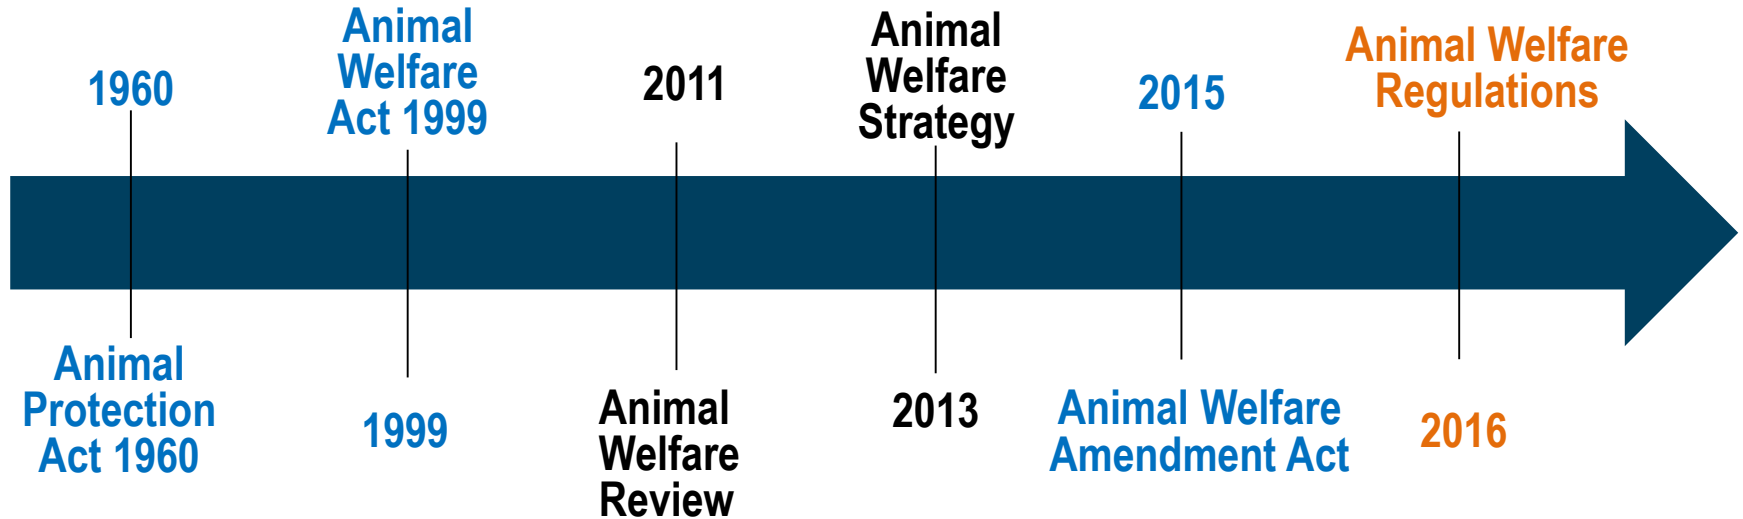 1960
Animal
Protection
Act 1960
Animal
Welfare
Act 1999
1999
2011
Animal
Welfare
Review
Animal
Welfare
Strategy
2013
2015
Animal Welfare
Amendment Act
Animal Welfare
Regulations
2016